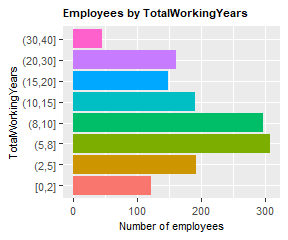 Employees by TotalWorkingYears
TotalWorkingYears
(30,40]
(20,30]
(15,20]
(10,15]
(8,10]
(5,8]
(2,5]
[0,2]
0 100 200 300
Number of employees